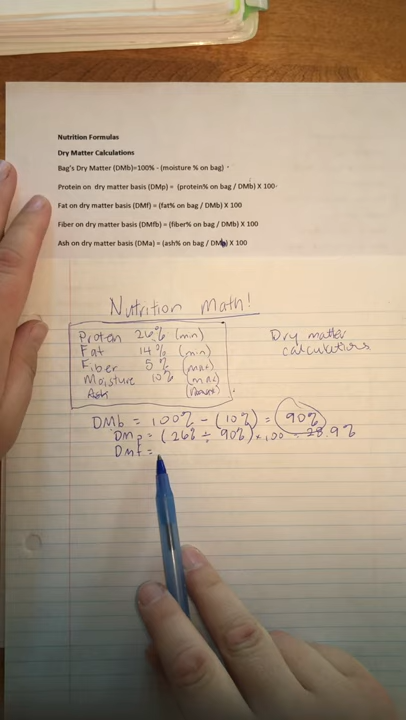 Nutrition Formulas
Dry Matter Calculations
Bag's Dry Matter (DMb)=100% - (moisture % on bag)
Protein on dry matter basis (DMp) = (protein% on bag / DMb) X 100
Fat on dry matter basis (DMf) = (fat% on bag / DMb) X 100
Fiber on dry matter basis (DMfb) = (fiber% on bag / DMb) X 100
Ash on dry matter basis (DMa) = (ash% on bag / DMb) X 100
Nutrition Math!
Protein 26% (min)
Fat 14% (min)
Fiber 5% (max)
Moisture 10% (max)
Ash
Dry matter
calculations
DMb = 100% - (10%) = 90%
DMp = (26% ÷ 90%) × 100 = 28.9%
DMf =